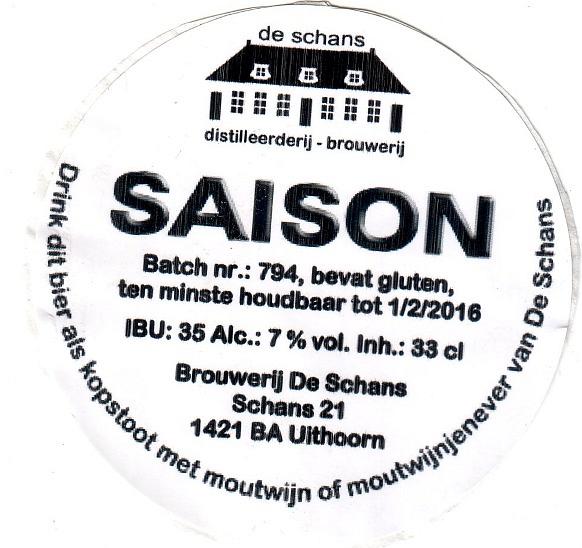 de schans
distilleerderij - brouwerij
SAISON
Batch nr.: 794, bevat gluten,
ten minste houdbaar tot 1/2/2016
IBU: 35 Alc.: 7 % vol. Inh.: 33 cl
Brouwerij De Schans
Schans 21
1421 BA Uithoorn
Drink dit bier als kopstoot met moutwijn of moutwijnjenever van De Schans